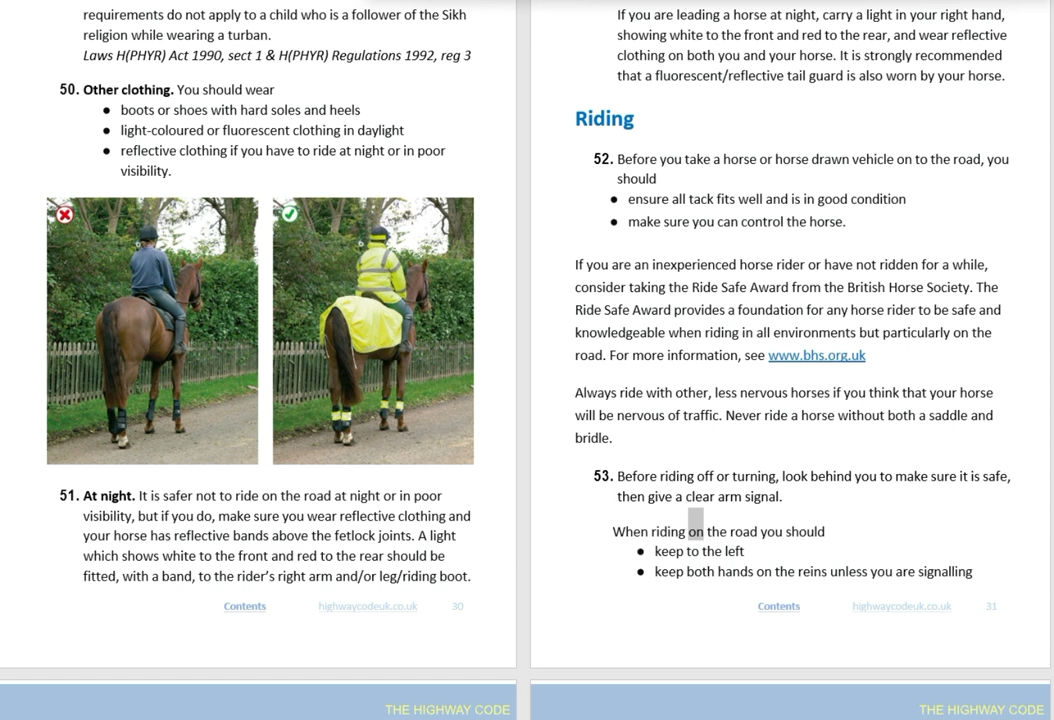 requirements do not apply to a child who is a follower of the Sikh
religion while wearing a turban.
Laws H(PHYR) Act 1990, sect 1 & H(PHYR) Regulations 1992, reg 3
50. Other clothing. You should wear
● boots or shoes with hard soles and heels
● light-coloured or fluorescent clothing in daylight
● reflective clothing if you have to ride at night or in poor
visibility.
51. At night. It is safer not to ride on the road at night or in poor
visibility, but if you do, make sure you wear reflective clothing and
your horse has reflective bands above the fetlock joints. A light
which shows white to the front and red to the rear should be
fitted, with a band, to the rider’s right arm and/or leg/riding boot.
Contents highwaycodeuk.co.uk 30
THE HIGHWAY CODE
If you are leading a horse at night, carry a light in your right hand,
showing white to the front and red to the rear, and wear reflective
clothing on both you and your horse. It is strongly recommended
that a fluorescent/reflective tail guard is also worn by your horse.
Riding
52. Before you take a horse or horse drawn vehicle on to the road, you
should
● ensure all tack fits well and is in good condition
● make sure you can control the horse.
If you are an inexperienced horse rider or have not ridden for a while,
consider taking the Ride Safe Award from the British Horse Society. The
Ride Safe Award provides a foundation for any horse rider to be safe and
knowledgeable when riding in all environments but particularly on the
road. For more information, see www.bhs.org.uk
Always ride with other, less nervous horses if you think that your horse
will be nervous of traffic. Never ride a horse without both a saddle and
bridle.
53. Before riding off or turning, look behind you to make sure it is safe,
then give a clear arm signal.
When riding on the road you should
● keep to the left
● keep both hands on the reins unless you are signalling
Contents highwaycodeuk.co.uk 31
THE HIGHWAY CODE